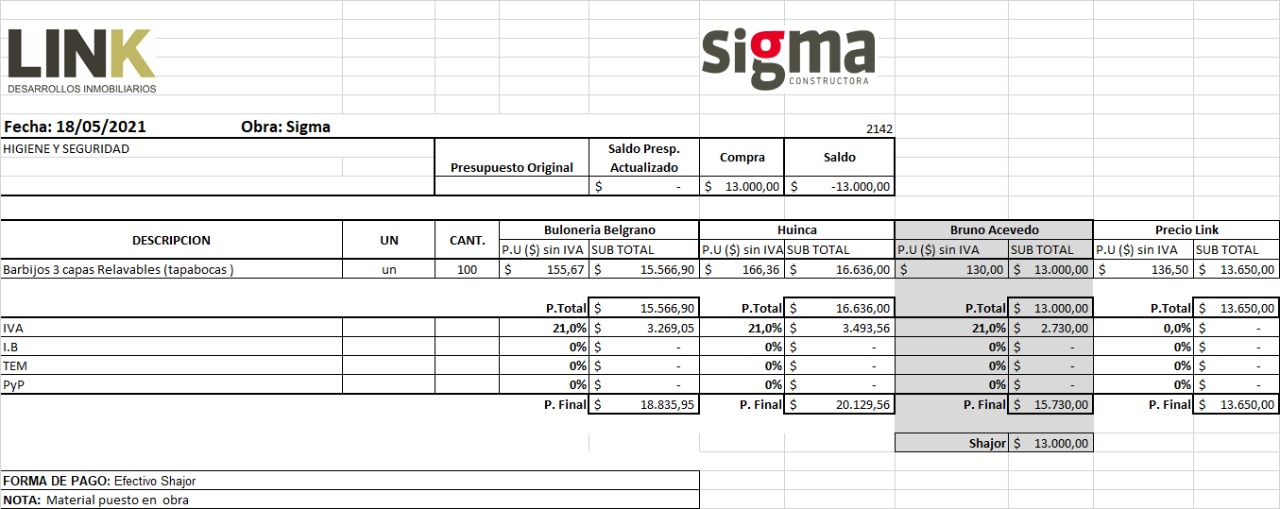 LINK
DESARROLLOS INMOBILIARIOS
sigma
CONSTRUCTORA
Fecha: 18/05/2021 Obra: Sigma 2142
HIGIENE Y SEGURIDAD
Presupuesto Original Saldo Presp. Actualizado Compra Saldo
$ - $ 13.000,00 $ -13.000,00
DESCRIPCION UN CANT. Buloneria Belgrano Huinca Bruno Acevedo Precio Link
P.U ($) sin IVA SUB TOTAL P.U ($) sin IVA SUB TOTAL P.U ($) sin IVA SUB TOTAL P.U ($) sin IVA SUB TOTAL
Barbijos 3 capas Relavables (tapabocas ) un 100 $ 155,67 $ 15.566,90 $ 166,36 $ 16.636,00 $ 130,00 $ 13.000,00 $ 136,50 $ 13.650,00
P.Total $ 15.566,90 P.Total $ 16.636,00 P.Total $ 13.000,00 P.Total $ 13.650,00
IVA 21,0% $ 3.269,05 21,0% $ 3.493,56 21,0% $ 2.730,00 0,0% $ -
I.B 0% $ - 0% $ - 0% $ - 0% $ -
TEM 0% $ - 0% $ - 0% $ - 0% $ -
PyP 0% $ - 0% $ - 0% $ - 0% $ -
P. Final $ 18.835,95 P. Final $ 20.129,56 P. Final $ 15.730,00 P. Final $ 13.650,00
Shajor $ 13.000,00
FORMA DE PAGO: Efectivo Shajor
NOTA: Material puesto en obra